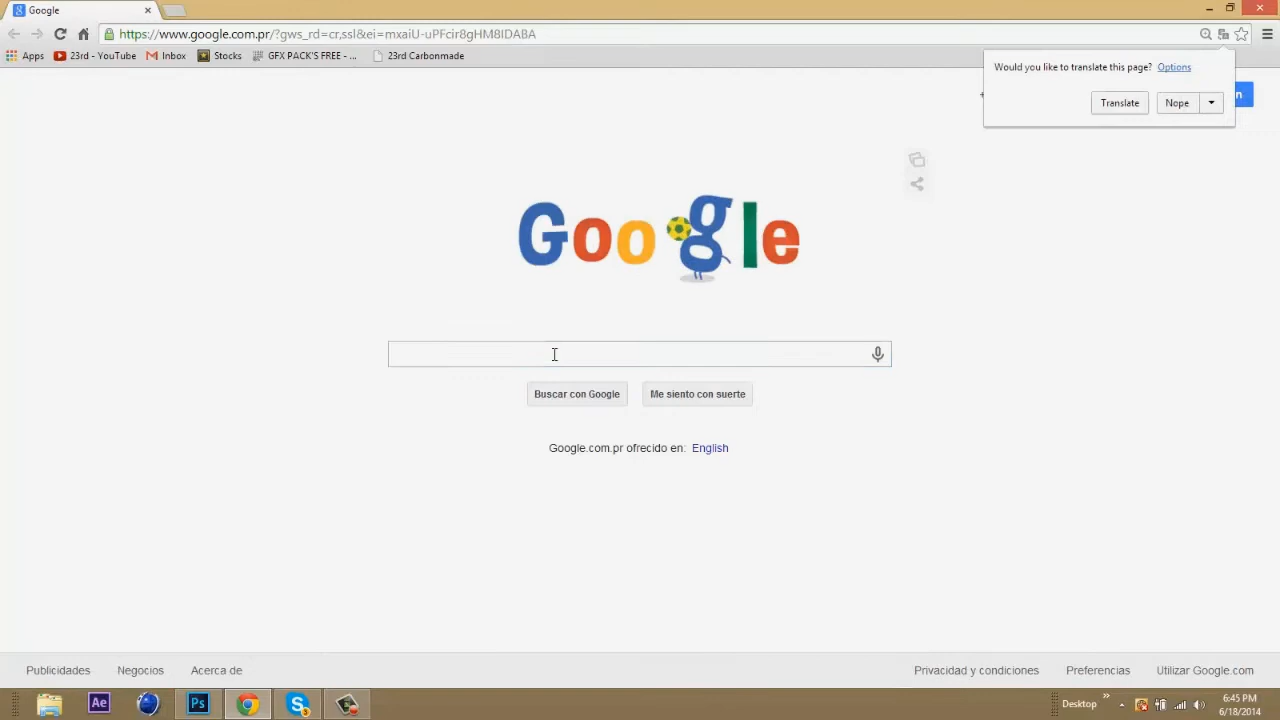 Google
https://www.google.com.pr/?gws_rd=cr,ssl&ei=mxaiU-uPFcir8gHM8IDABA
Apps 23rd - YouTube Inbox Stocks GFX PACK'S FREE - ... 23rd Carbonmade
Would you like to translate this page? Options
Translate Nope
Google
Buscar con Google Me siento con suerte
Google.com.pr ofrecido en: English
Publicidades Negocios Acerca de Privacidad y condiciones Preferencias Utilizar Google.com
Ae Ps S 3 Desktop 6:45 PM
6/18/2014